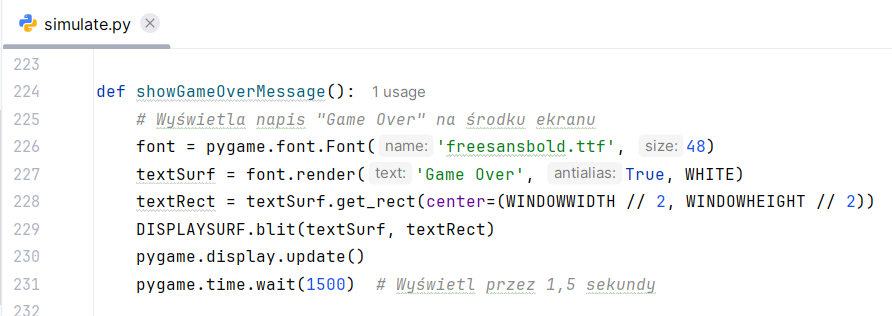 simulate.py
223
224 def showGameOverMessage(): 1 usage
225 # Wyświetla napis "Game Over" na środku ekranu
226 font = pygame.font.Font( name: 'freesansbold.ttf', size: 48)
227 textSurf = font.render( text: 'Game Over', antialias: True, WHITE)
228 textRect = textSurf.get_rect(center=(WINDOWWIDTH // 2, WINDOWHEIGHT // 2))
229 DISPLAYSURF.blit(textSurf, textRect)
230 pygame.display.update()
231 pygame.time.wait(1500) # Wyświetl przez 1,5 sekundy
232